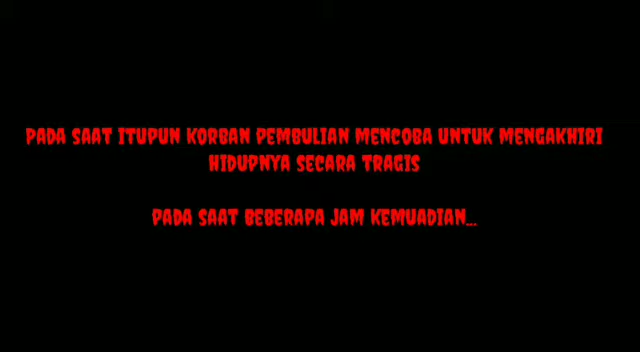 PADA SAAT ITUPUN KORBAN PEMBULIAN MENCOBA UNTUK MENGAKHIRI
HIDUPNYA SECARA TRAGIS
PADA SAAT BEBERAPA JAM KEMUADIAN...